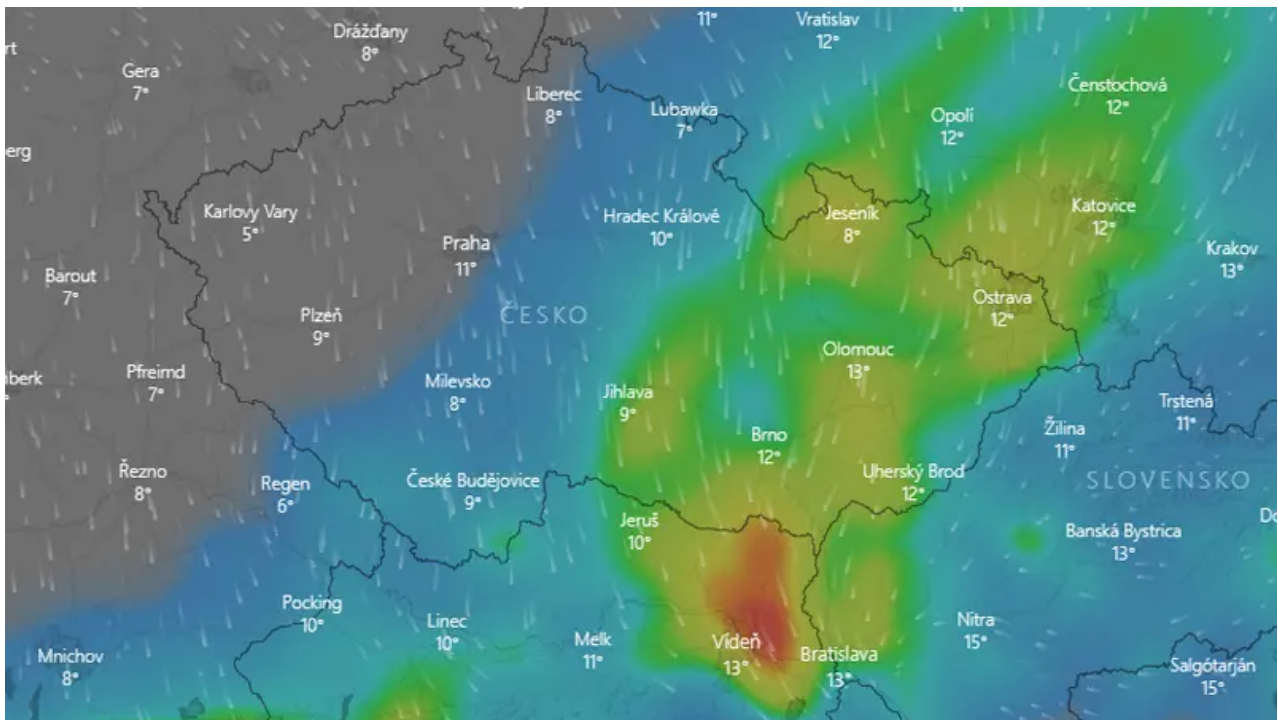 11°
Vratislav
12°
Drážďany
8°
rt
Gera
7°
Liberec
8°
Lubawka
7°
Čenstochová
12°
Opolí
12°
erg
Karlovy Vary
5°
Praha
11°
Hradec Králové
10°
Jeseník
8°
Katovice
12°
Krakov
13°
Barout
7°
Plzeň
9°
ČESKO
Ostrava
12°
Olomouc
13°
nberk
Pfreimd
7°
Milevsko
8°
Jihlava
9°
Brno
12°
Žilina
11°
Trstená
11°
Řezno
8°
Regen
6°
České Budějovice
9°
Uherský Brod
12°
SLOVENSKO
Jeruš
10°
Banská Bystrica
13°
Do
Pocking
10°
Linec
10°
Melk
11°
Vídeň
13°
Bratislava
13°
Nitra
15°
Mnichov
8°
Salgótarján
15°